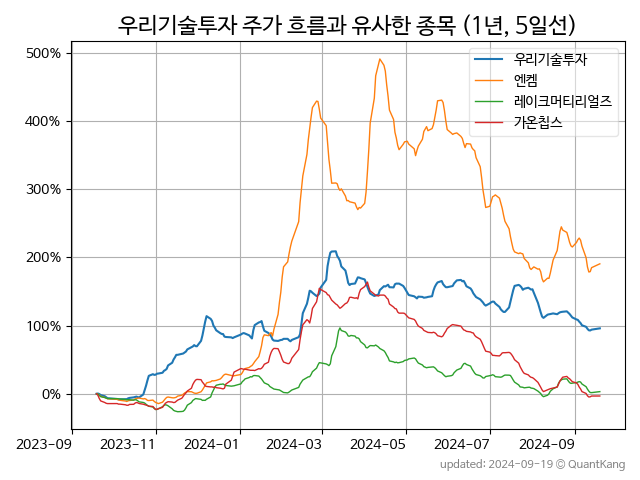 우리기술투자 주가 흐름과 유사한 종목 (1년, 5일선)
우리기술투자
엔켐
레이크머티리얼즈
가온칩스
500%
400%
300%
200%
100%
0%
2023-09 2023-11 2024-01 2024-03 2024-05 2024-07 2024-09
updated: 2024-09-19 © QuantKang